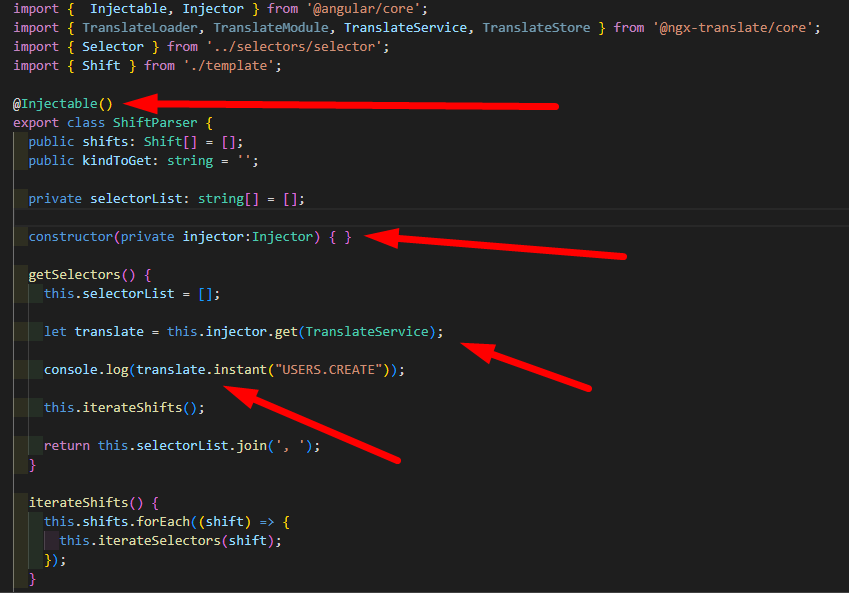 import {  Injectable, Injector } from '@angular/core';
import { TranslateLoader, TranslateModule, TranslateService, TranslateStore } from '@ngx-translate/core';
import { Selector } from '../selectors/selector';
import { Shift } from './template';
@Injectable()
export class ShiftParser {
  public shifts: Shift[] = [];
  public kindToGet: string = '';
  private selectorList: string[] = [];
  constructor(private injector:Injector) { }
  getSelectors() {
    this.selectorList = [];
    let translate = this.injector.get(TranslateService);
    console.log(translate.instant("USERS.CREATE"));
    this.iterateShifts();
    return this.selectorList.join(', ');
  }
  iterateShifts() {
    this.shifts.forEach((shift) => {
      this.iterateSelectors(shift);
    });
  }